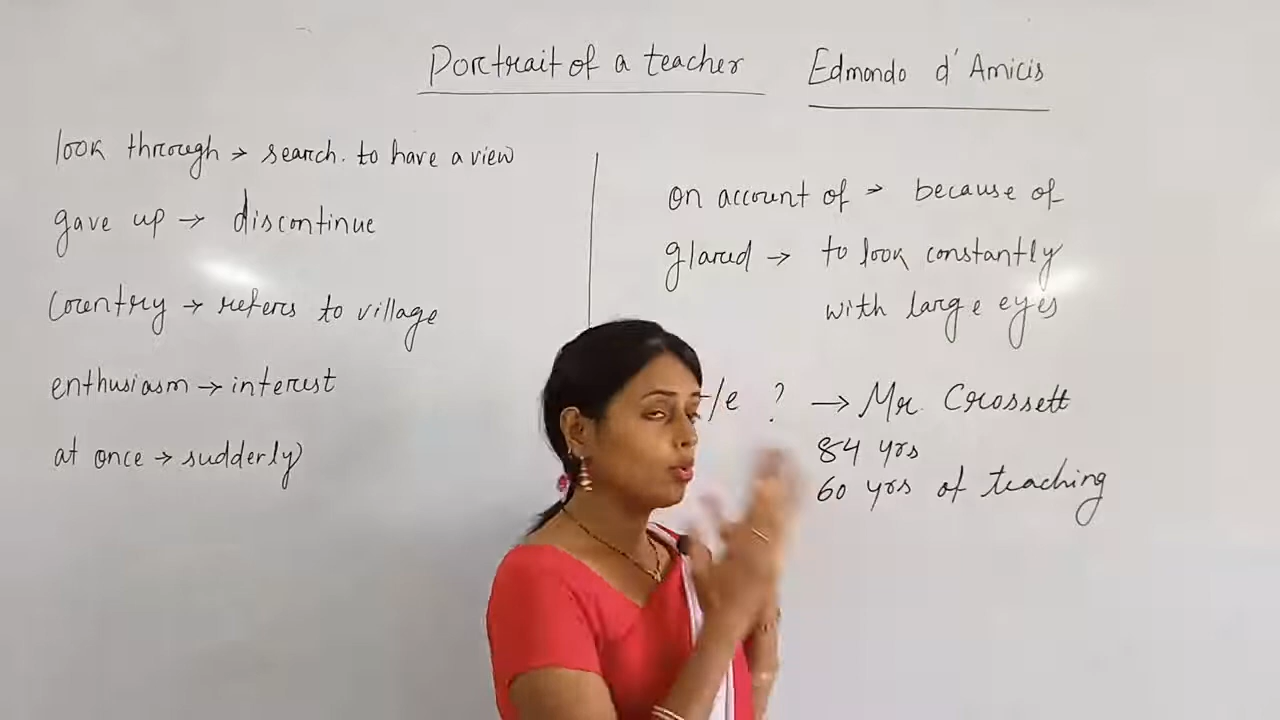 Portrait of a teacher Edmondo d'Amicis
look through → search. to have a view
gave up → discontinue
Country → refers to village
enthusiasm → interest
at once → sudderly
on account of → because of
glared → to look constantly
with large eyes
/e ? → Mr. Crossett
84 yrs
60 yrs of teaching